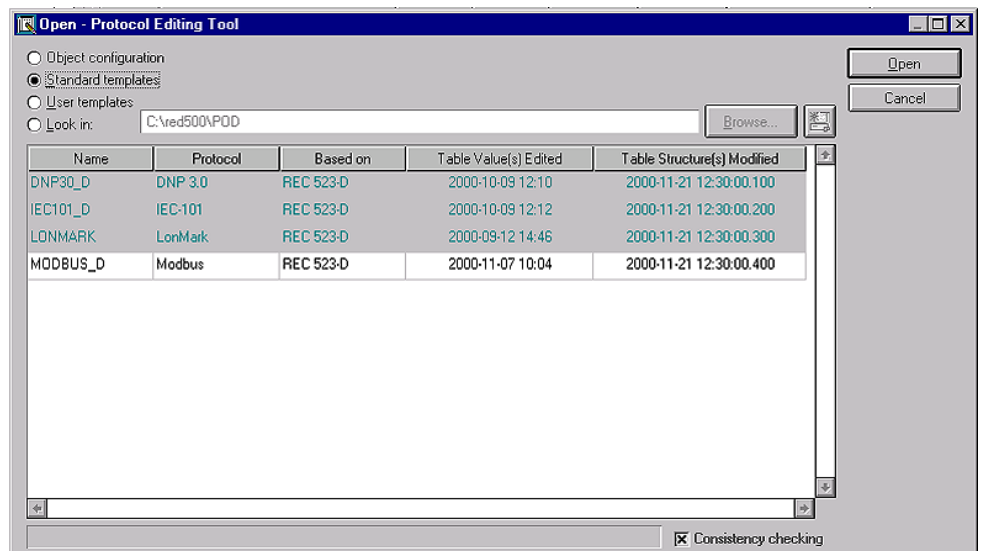 Open - Protocol Editing Tool
Object configuration
Open
Standard templates
User templates
Cancel
Look in: C:\red500\POD Browse...
Name Protocol Based on Table Value(s) Edited Table Structure(s) Modified
DNP30_D DNP 3.0 REC 523-D 2000-10-09 12:10 2000-11-21 12:30:00.100
IEC101_D IEC-101 REC 523-D 2000-10-09 12:12 2000-11-21 12:30:00.200
LONMARK LonMark REC 523-D 2000-09-12 14:46 2000-11-21 12:30:00.300
MODBUS_D Modbus REC 523-D 2000-11-07 10:04 2000-11-21 12:30:00.400
Consistency checking